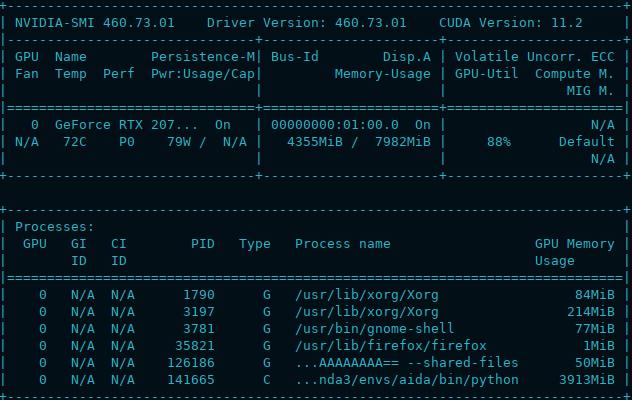 NVIDIA-SMI 460.73.01 Driver Version: 460.73.01 CUDA Version: 11.2
GPU Name Persistence-M| Bus-Id Disp.A | Volatile Uncorr. ECC
Fan Temp Perf Pwr:Usage/Cap| Memory-Usage | GPU-Util Compute M.
MIG M.
0 GeForce RTX 207... On | 00000000:01:00.0 On | N/A
N/A 72C P0 79W / N/A | 4355MiB / 7982MiB | 88% Default
N/A
Processes:
GPU GI CI PID Type Process name GPU Memory
ID ID Usage
0 N/A N/A 1790 G /usr/lib/xorg/Xorg 84MiB
0 N/A N/A 3197 G /usr/lib/xorg/Xorg 214MiB
0 N/A N/A 3781 G /usr/bin/gnome-shell 77MiB
0 N/A N/A 35821 G /usr/lib/firefox/firefox 1MiB
0 N/A N/A 126186 G ...AAAAAAAA== --shared-files 50MiB
0 N/A N/A 141665 C ...nda3/envs/aida/bin/python 3913MiB